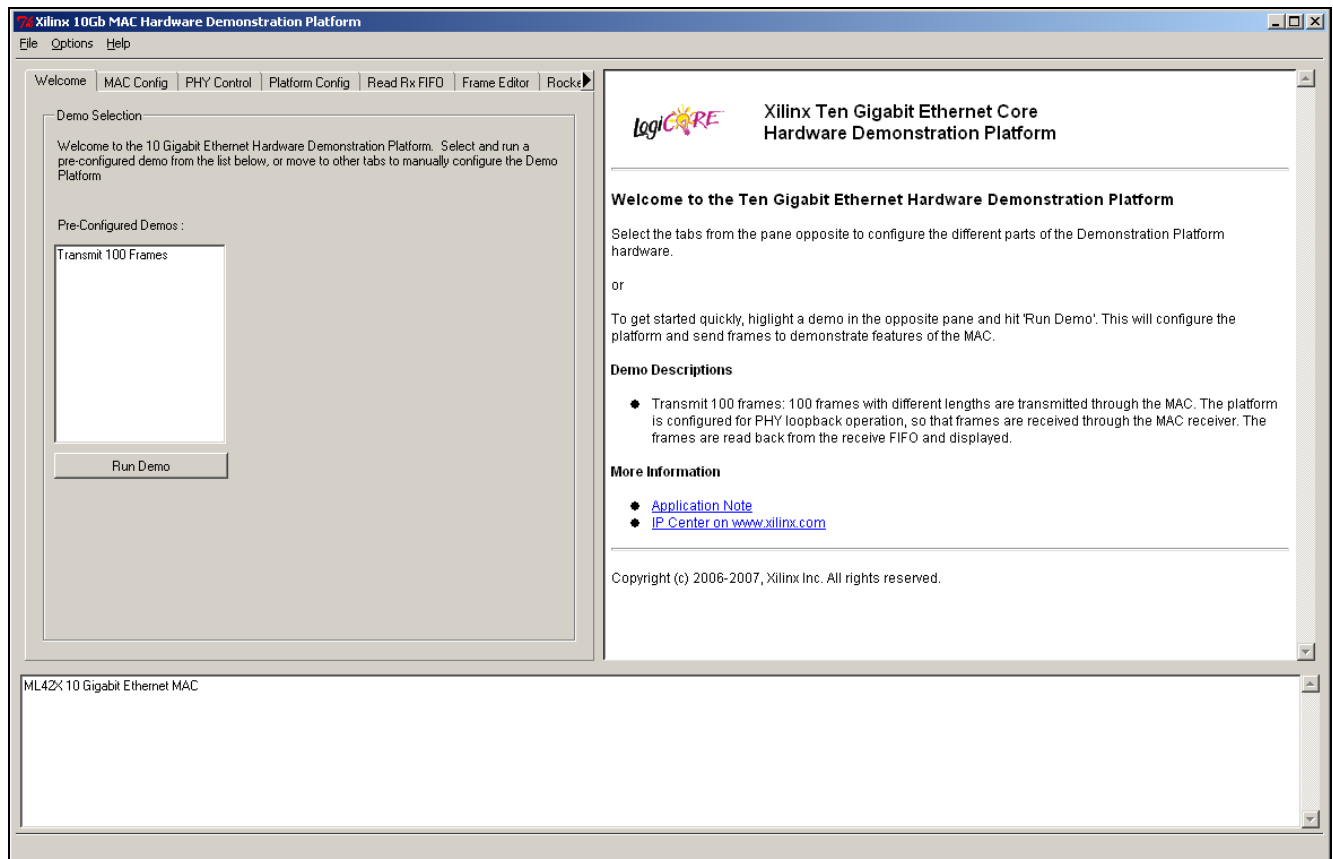 Xilinx 10Gb MAC Hardware Demonstration Platform
File Options Help
Welcome MAC Config PHY Control Platform Config Read Rx FIFO Frame Editor Rocke
Demo Selection
Welcome to the 10 Gigabit Ethernet Hardware Demonstration Platform. Select and run a
pre-configured demo from the list below, or move to other tabs to manually configure the Demo
Platform
Pre-Configured Demos :
Transmit 100 Frames
Run Demo
LogiCORE
Xilinx Ten Gigabit Ethernet Core
Hardware Demonstration Platform
Welcome to the Ten Gigabit Ethernet Hardware Demonstration Platform
Select the tabs from the pane opposite to configure the different parts of the Demonstration Platform
hardware.
or
To get started quickly, higlight a demo in the opposite pane and hit 'Run Demo'. This will configure the
platform and send frames to demonstrate features of the MAC.
Demo Descriptions
Transmit 100 frames: 100 frames with different lengths are transmitted through the MAC. The platform
is configured for PHY loopback operation, so that frames are received through the MAC receiver. The
frames are read back from the receive FIFO and displayed.
More Information
Application Note
IP Center on www.xilinx.com
Copyright (c) 2006-2007, Xilinx Inc. All rights reserved.
ML42X 10 Gigabit Ethernet MAC